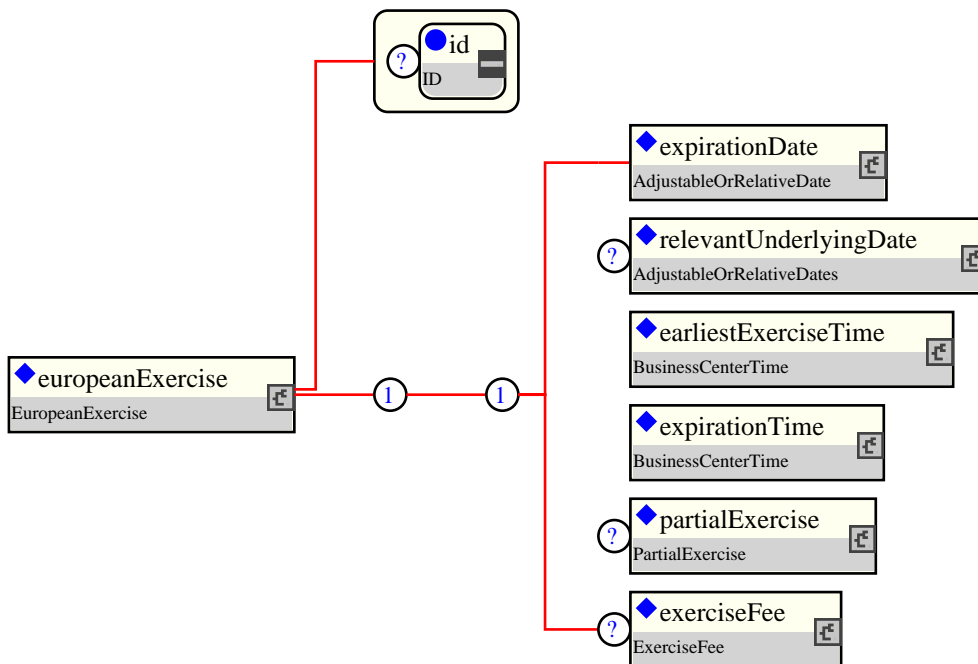 ?
id
ID
expirationDate
AdjustableOrRelativeDate
?
relevantUnderlyingDate
AdjustableOrRelativeDates
earliestExerciseTime
BusinessCenterTime
europeanExercise
EuropeanExercise
1
1
expirationTime
BusinessCenterTime
?
partialExercise
PartialExercise
?
exerciseFee
ExerciseFee